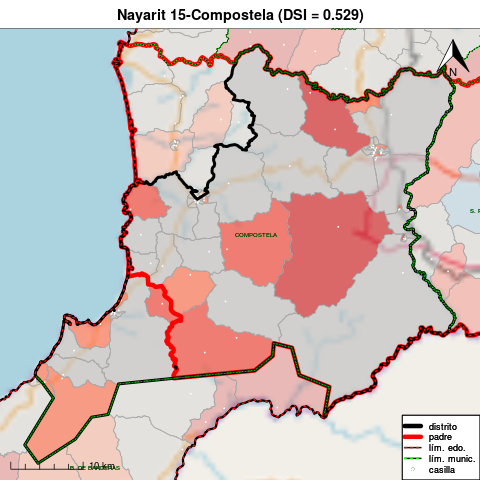 Nayarit 15-Compostela (DSI = 0.529)
N
COMPOSTELA
10 km
distrito
padre
lím. edo.
lím. munic.
casilla